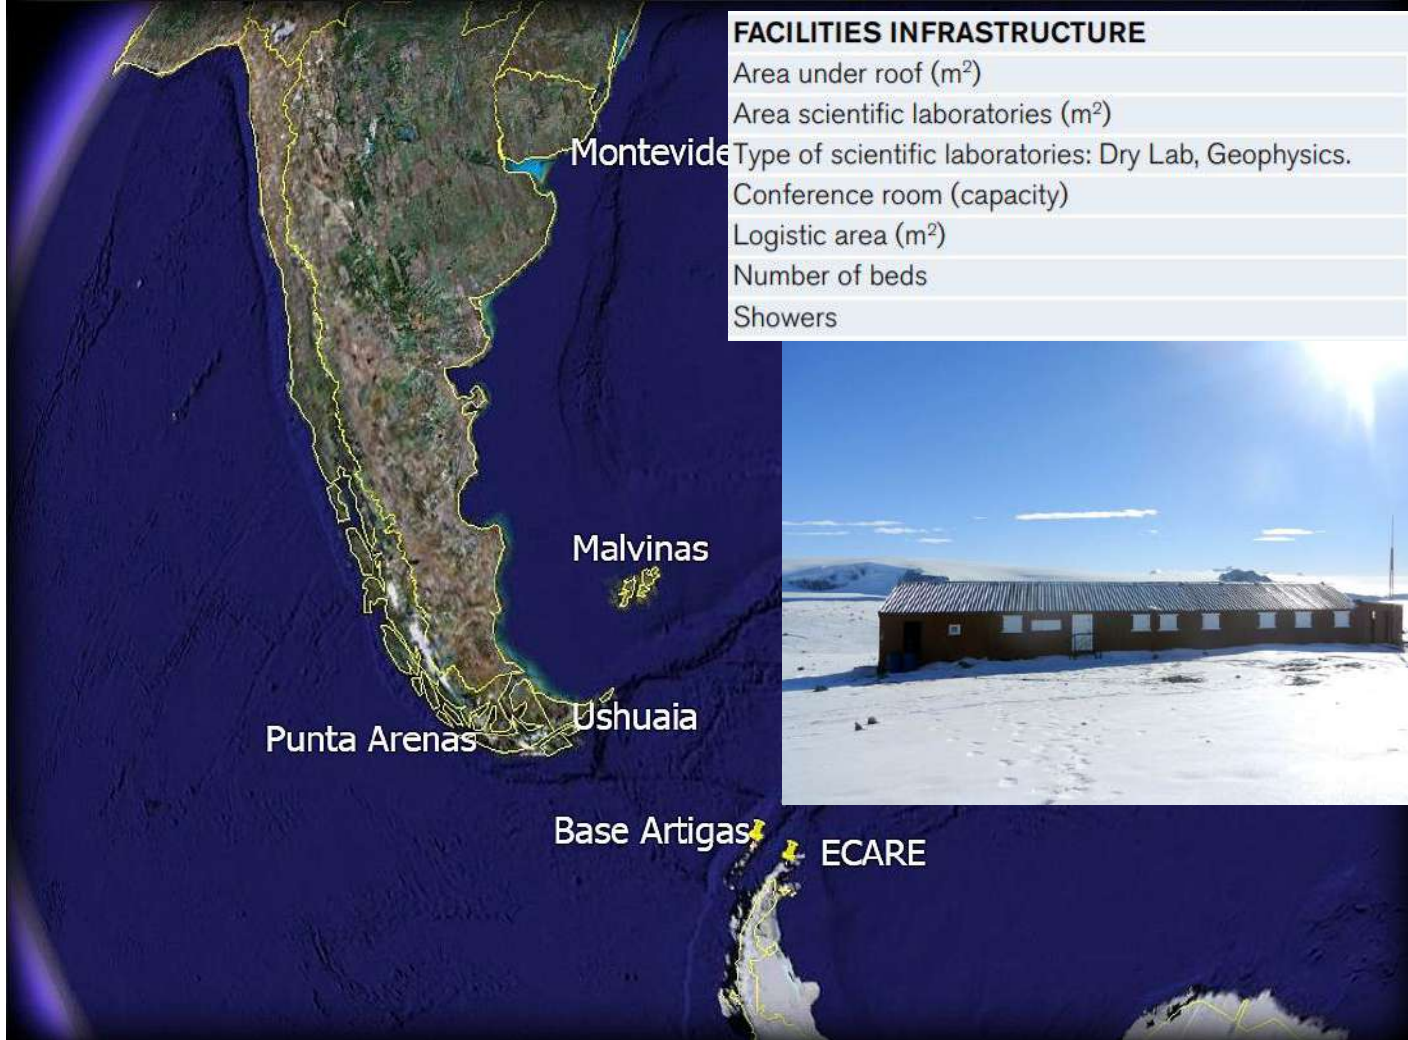 FACILITIES INFRASTRUCTURE
Area under roof (m²)
Area scientific laboratories (m²)
Type of scientific laboratories: Dry Lab, Geophysics.
Conference room (capacity)
Logistic area (m²)
Number of beds
Showers
Montevide
Malvinas
Ushuaia
Punta Arenas
Base Artigas
ECARE